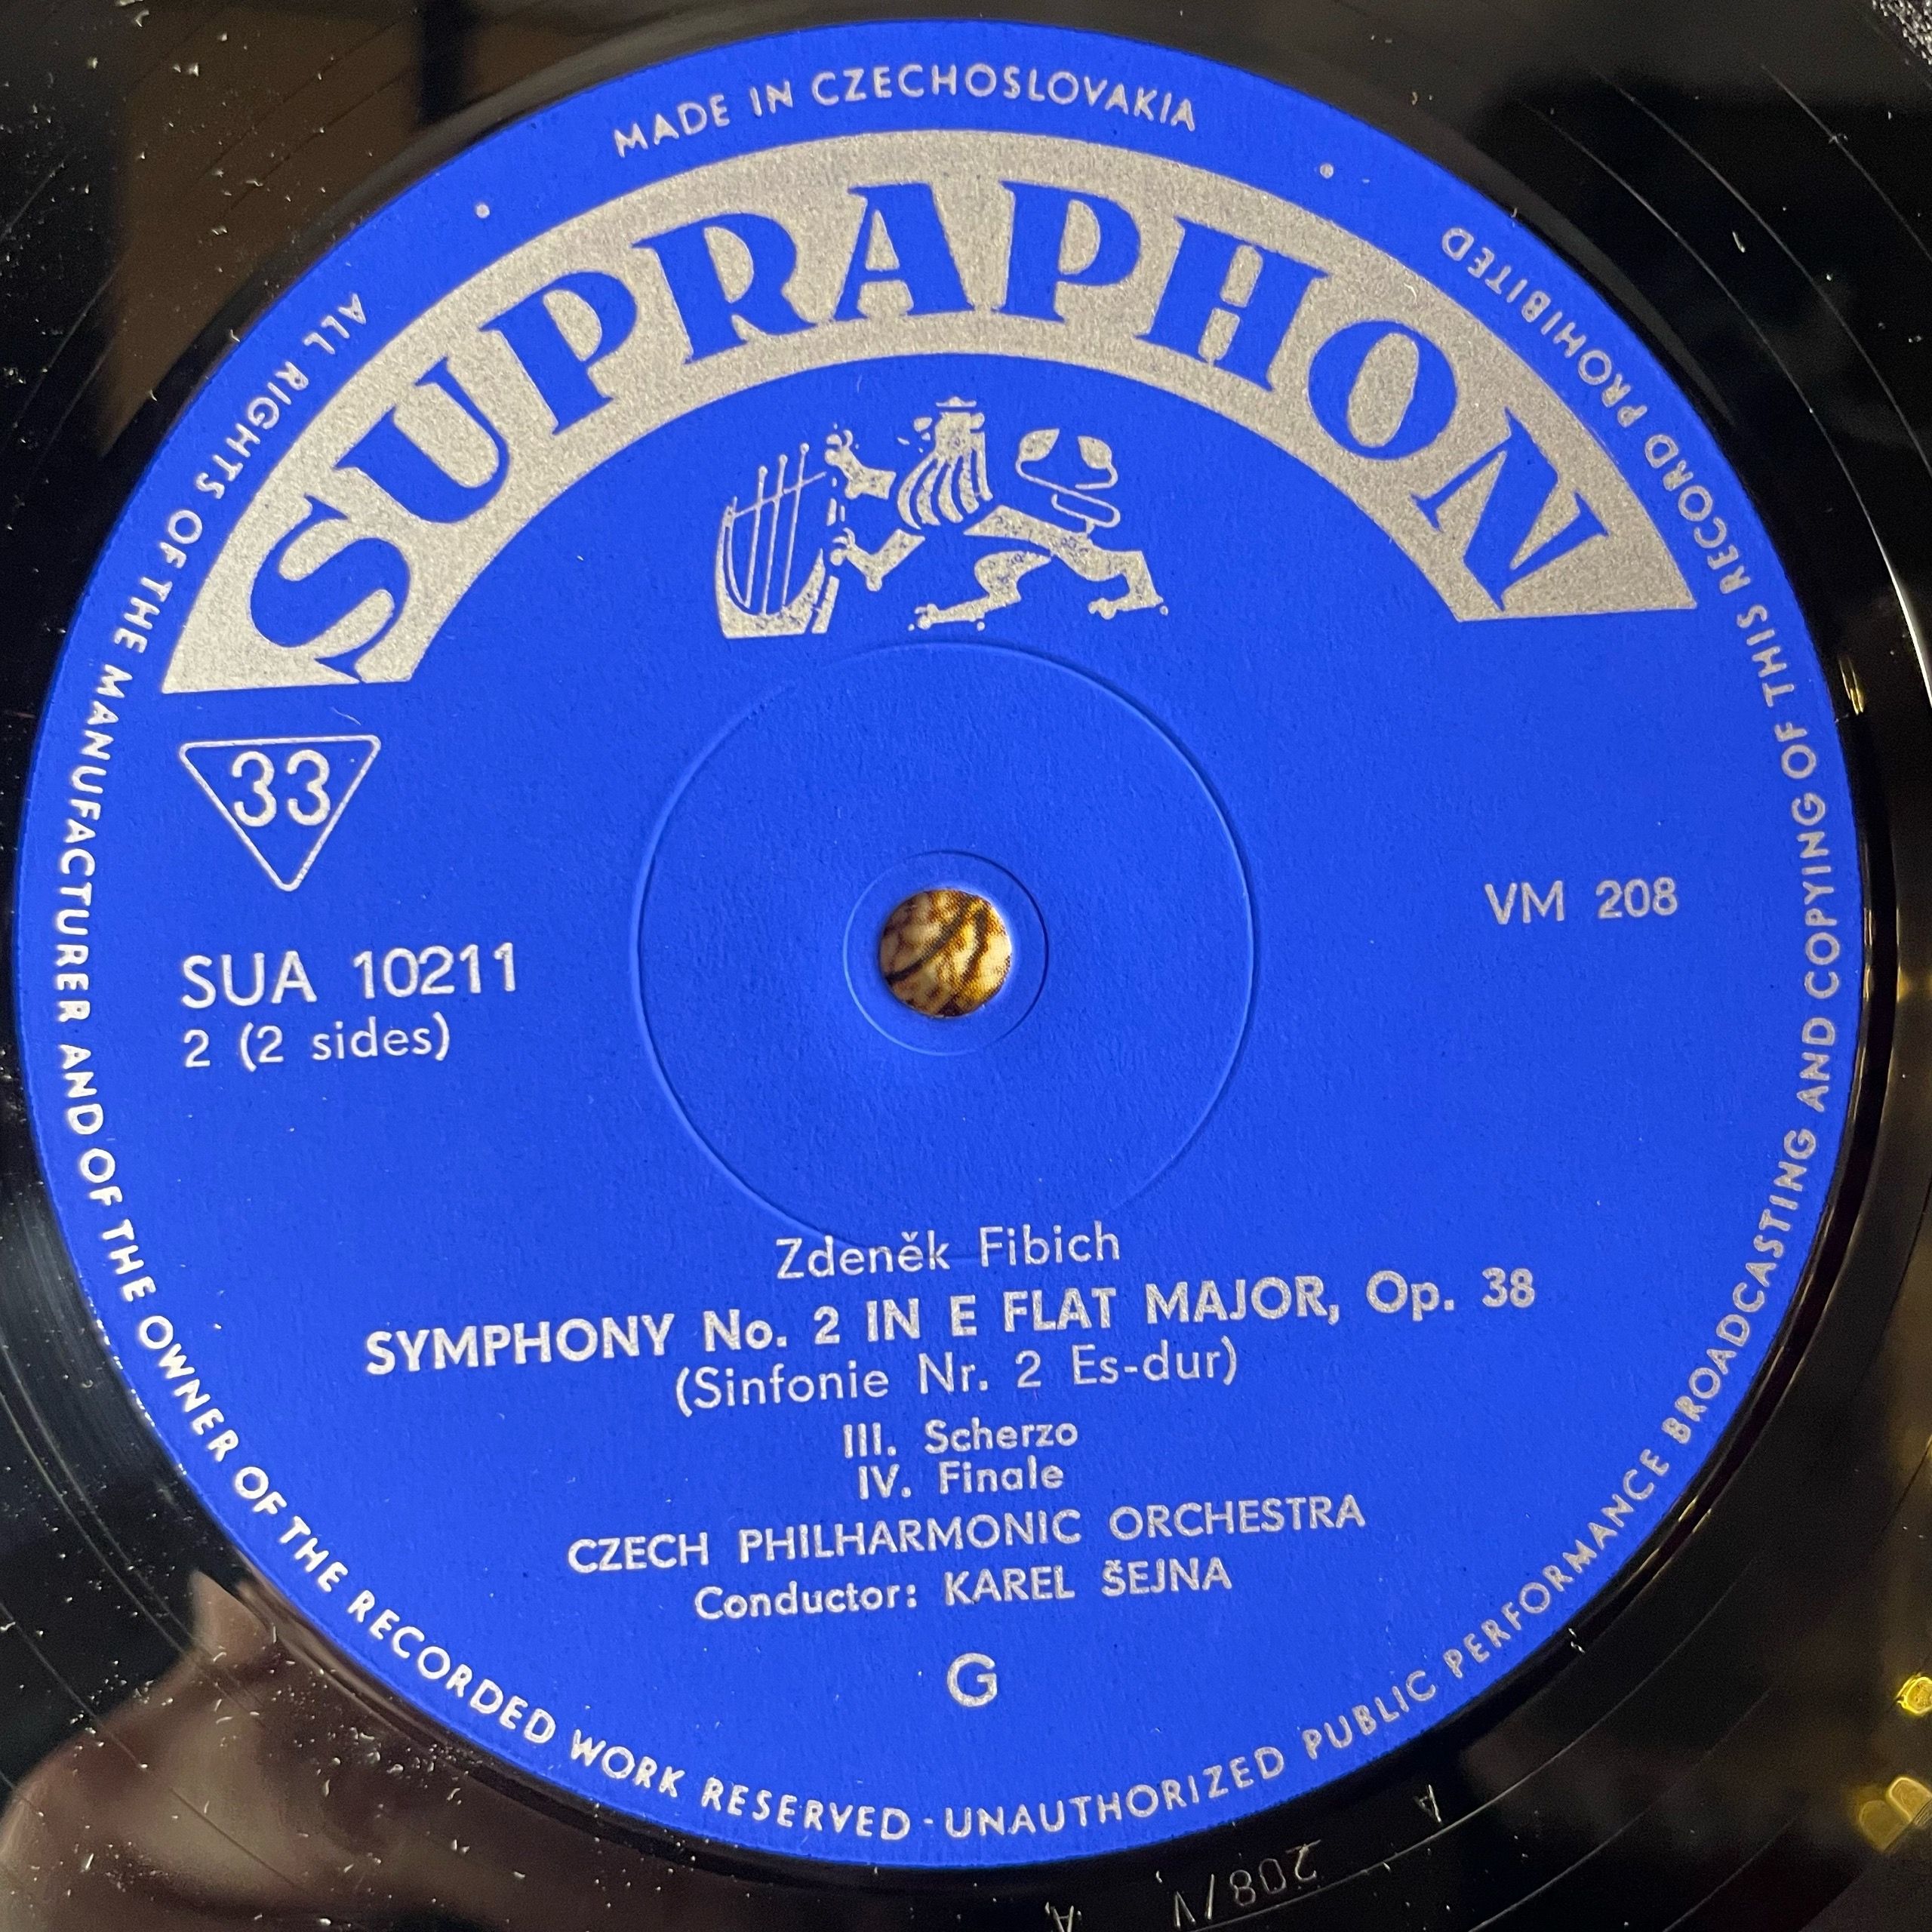 MADE IN CZECHOSLOVAKIA
SUPRAPHON
33
SUA 10211
2 (2 sides)
VM 208
Zdeněk Fibich
SYMPHONY No. 2 IN E FLAT MAJOR, Op. 38
(Sinfonie Nr. 2 Es-dur)
III. Scherzo
IV. Finale
CZECH PHILHARMONIC ORCHESTRA
Conductor: KAREL ŠEJNA
G
ALL RIGHTS OF THE MANUFACTURER AND OF THE OWNER OF THE RECORDED WORK RESERVED - UNAUTHORIZED PUBLIC PERFORMANCE BROADCASTING AND COPYING OF THIS RECORD PROHIBITED
A